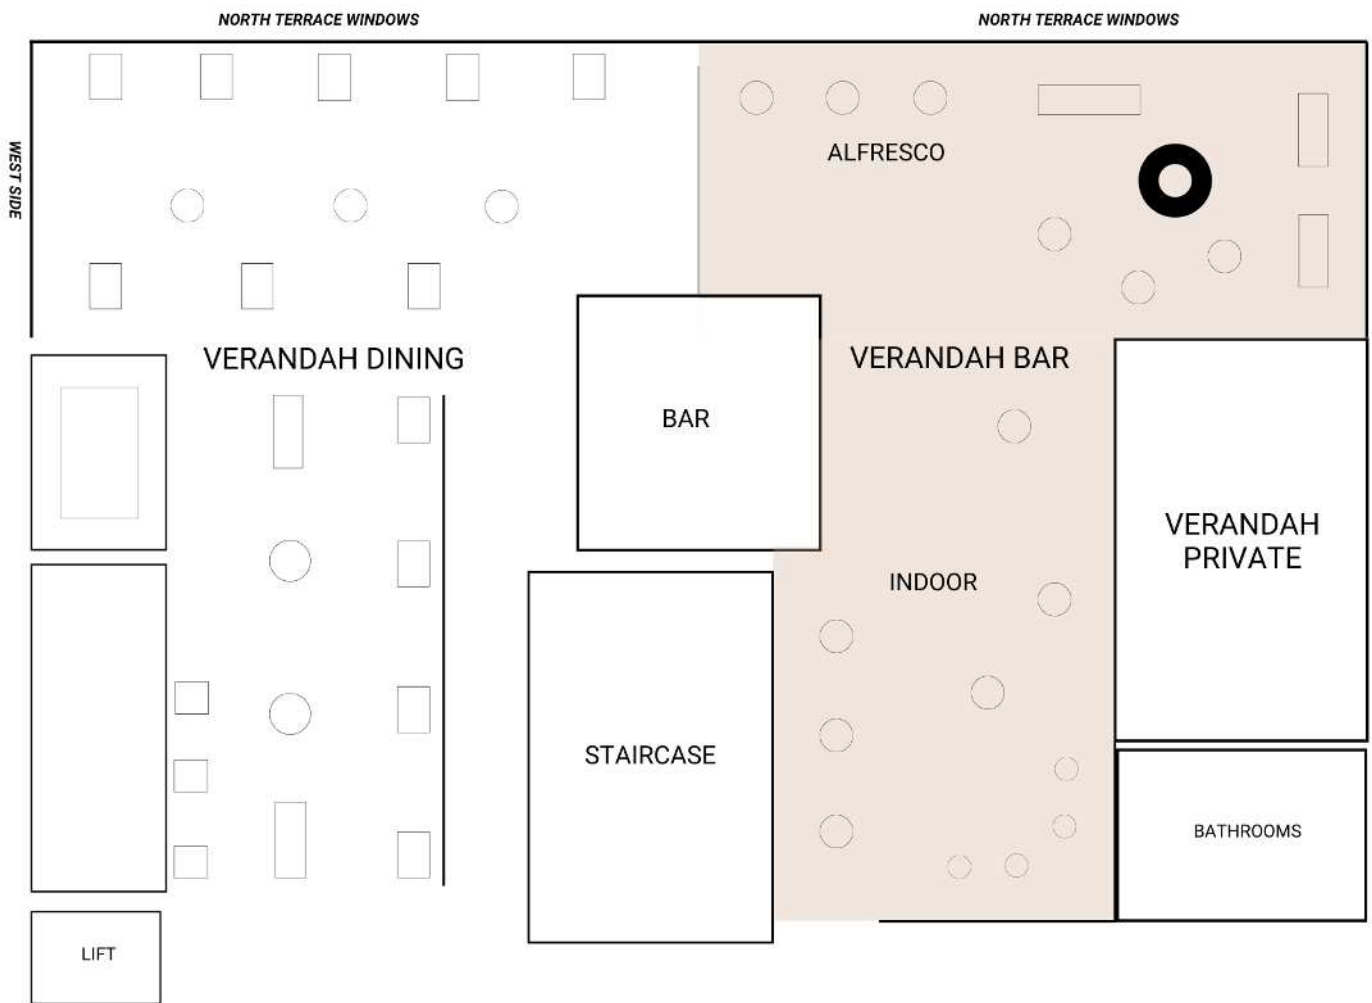 NORTH TERRACE WINDOWS
NORTH TERRACE WINDOWS
WEST SIDE
ALFRESCO
VERANDAH DINING
VERANDAH BAR
BAR
VERANDAH
PRIVATE
INDOOR
STAIRCASE
BATHROOMS
LIFT